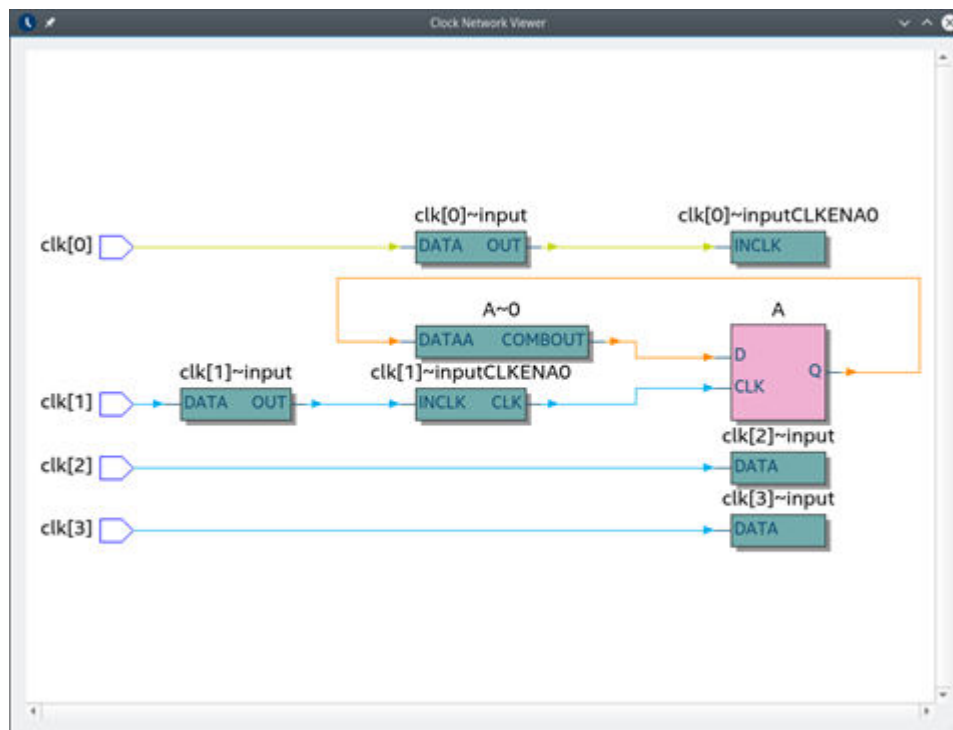 Clock Network Viewer
clk[0]~input
clk[0]~inputCLKENA0
clk[0]
DATA OUT
INCLK
A~0
A
DATAA COMBOUT
D
Q
clk[1]~input
clk[1]~inputCLKENA0
CLK
clk[1]
DATA OUT
INCLK CLK
clk[2]~input
clk[2]
DATA
clk[3]~input
clk[3]
DATA